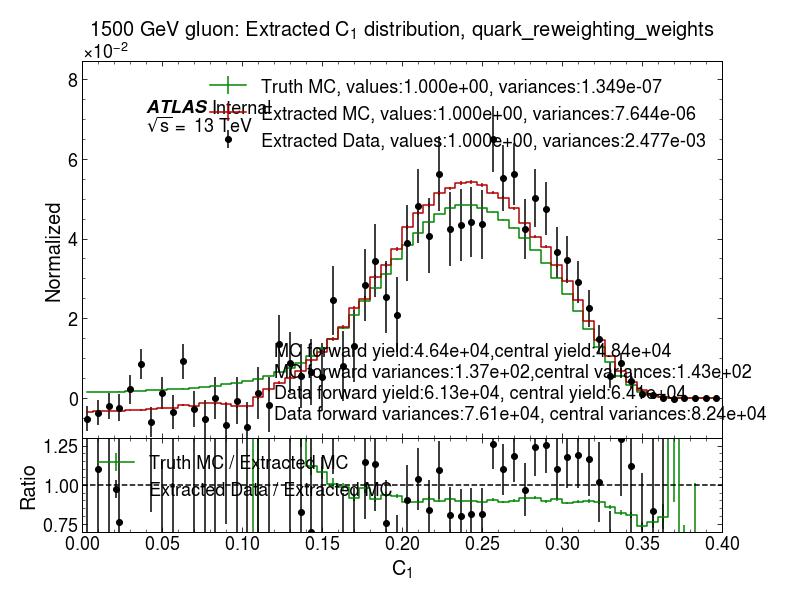 1500 GeV gluon: Extracted C₁ distribution, quark_reweighting_weights
×10⁻²
Truth MC, values:1.000e+00, variances:1.349e-07
Extracted MC, values:1.000e+00, variances:7.644e-06
Extracted Data, values:1.000e+00, variances:2.477e-03
ATLAS Internal
√s = 13 TeV
Normalized
8
6
4
2
0
MC forward yield:4.64e+04,central yield:4.84e+04
MC forward variances:1.37e+02,central variances:1.43e+02
Data forward yield:6.13e+04, central
Data forward variances:7.61e+04, central variances:8.24e+04
Ratio
1.25
1.00
0.75
Truth MC / Extracted MC
Extracted Data / Extracted MC
0.00 0.05 0.10 0.15 0.20 0.25 0.30 0.35 0.40
C₁